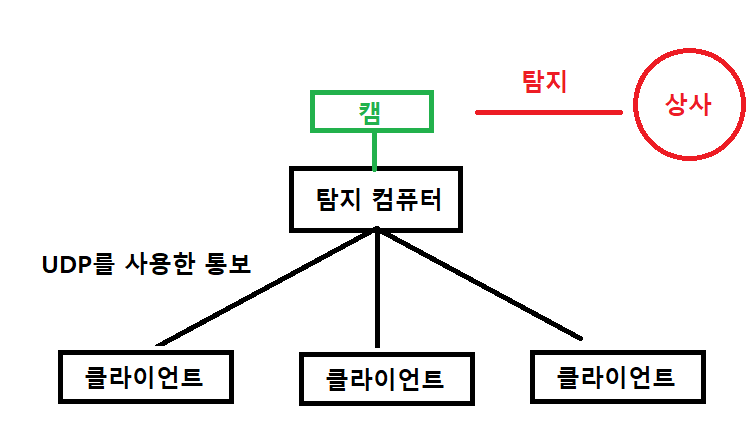 탐지
캠
상사
탐지 컴퓨터
UDP를 사용한 통보
클라이언트
클라이언트
클라이언트